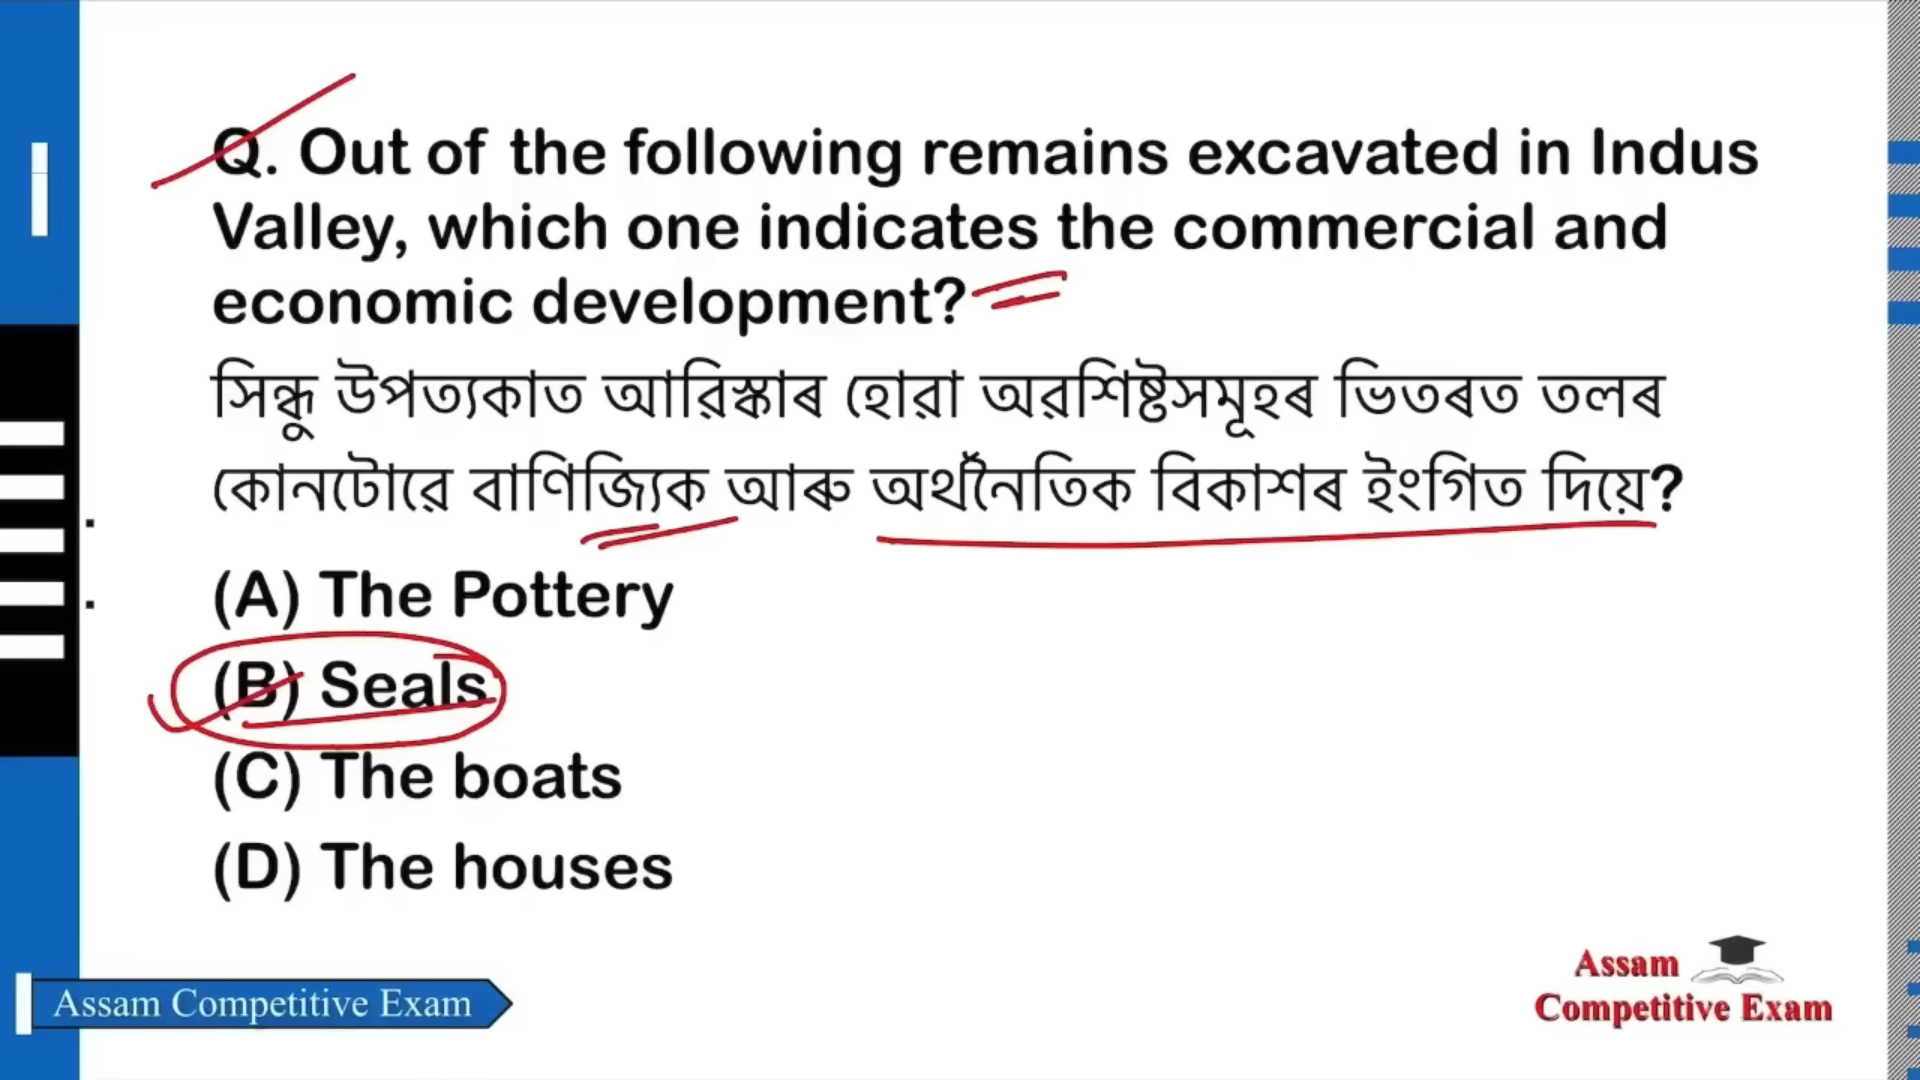 Q. Out of the following remains excavated in Indus
Valley, which one indicates the commercial and
economic development?
সিন্ধু উপত্যকাত আৱিস্কাৰ হোৱা অৱশিষ্টসমূহৰ ভিতৰত তলৰ
কোনটোৱে বাণিজ্যিক আৰু অৰ্থনৈতিক বিকাশৰ ইংগিত দিয়ে?
(A) The Pottery
(B) Seals
(C) The boats
(D) The houses
Assam Competitive Exam
Assam
Competitive Exam